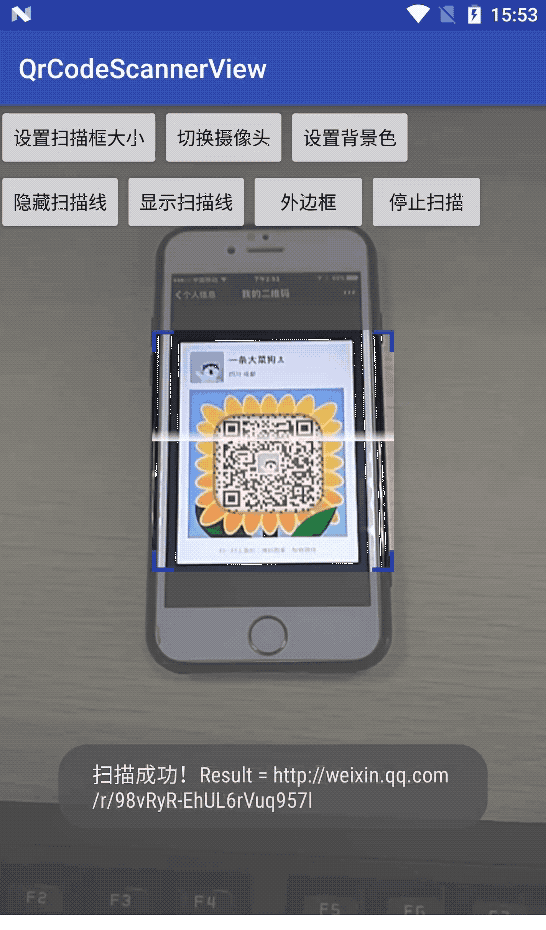 15:53
QrCodeScannerView
设置扫描框大小 切换摄像头 设置背景色
隐藏扫描线 显示扫描线 外边框 停止扫描
个人信息 我的二维码
一条大菜狗人
扫描成功！Result = http://weixin.qq.com
/r/98vRyR-EhUL6rVuq957l
F2 F3 F4 F5 F6